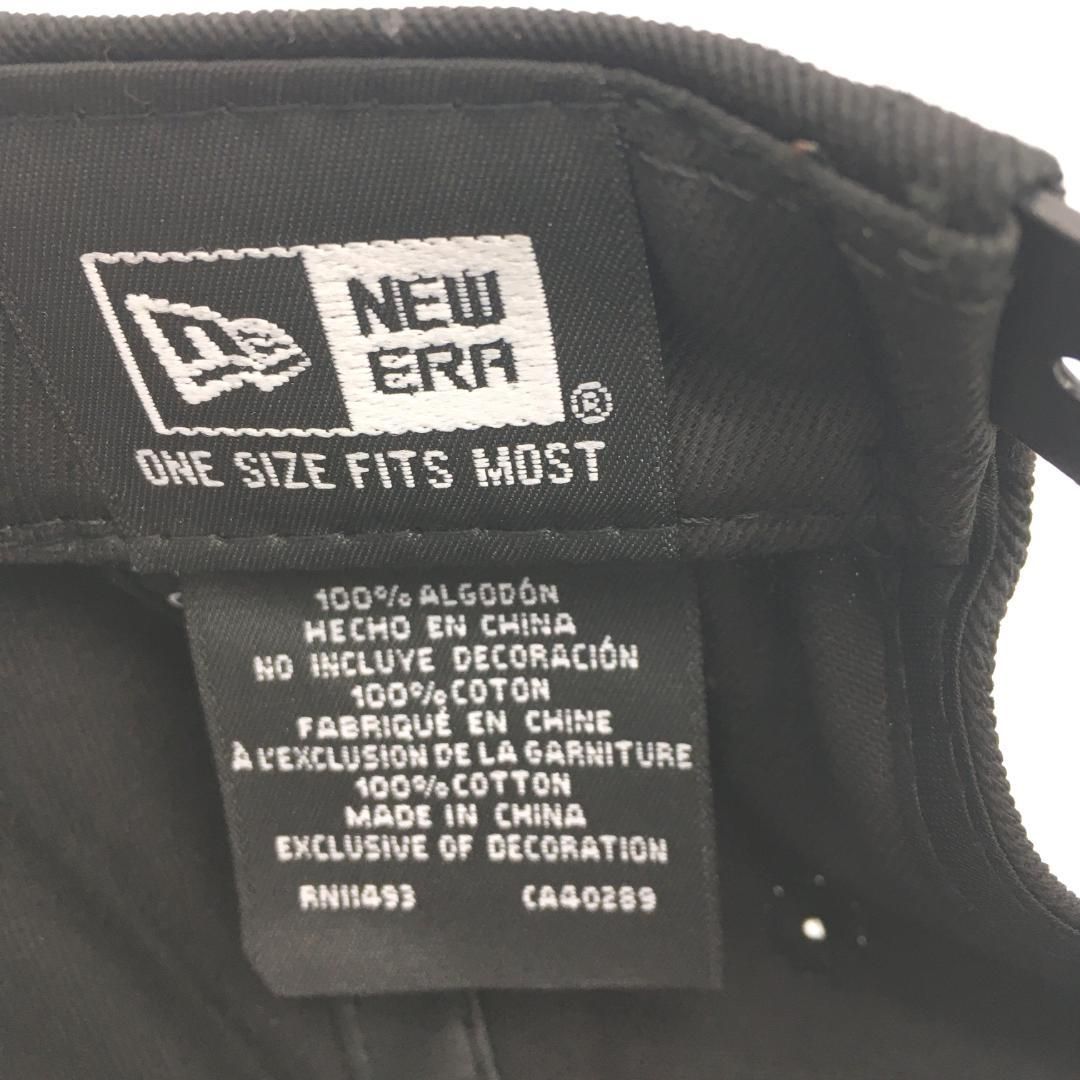 NEW
ERA
®
ONE SIZE FITS MOST
100% ALGODÓN
HECHO EN CHINA
NO INCLUYE DECORACIÓN
100% COTON
FABRIQUÉ EN CHINE
À L'EXCLUSION DE LA GARNITURE
100% COTTON
MADE IN CHINA
EXCLUSIVE OF DECORATION
RN11493 CA40289